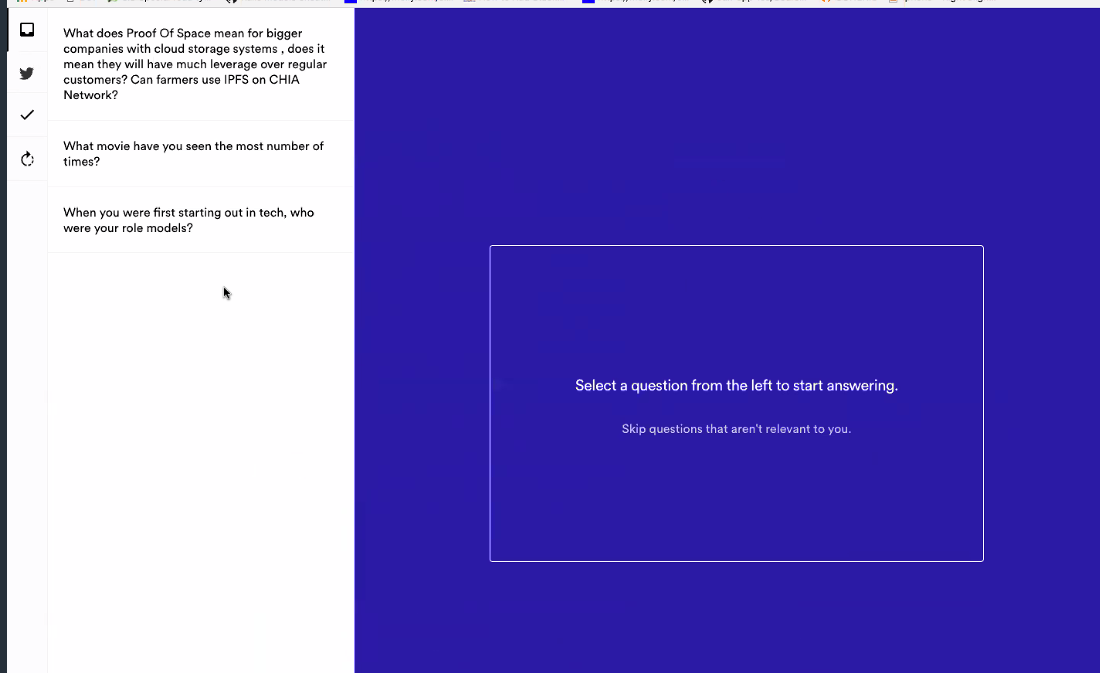 What does Proof Of Space mean for bigger
companies with cloud storage systems , does it
mean they will have much leverage over regular
customers? Can farmers use IPFS on CHIA
Network?
What movie have you seen the most number of
times?
When you were first starting out in tech, who
were your role models?
Select a question from the left to start answering.
Skip questions that aren't relevant to you.